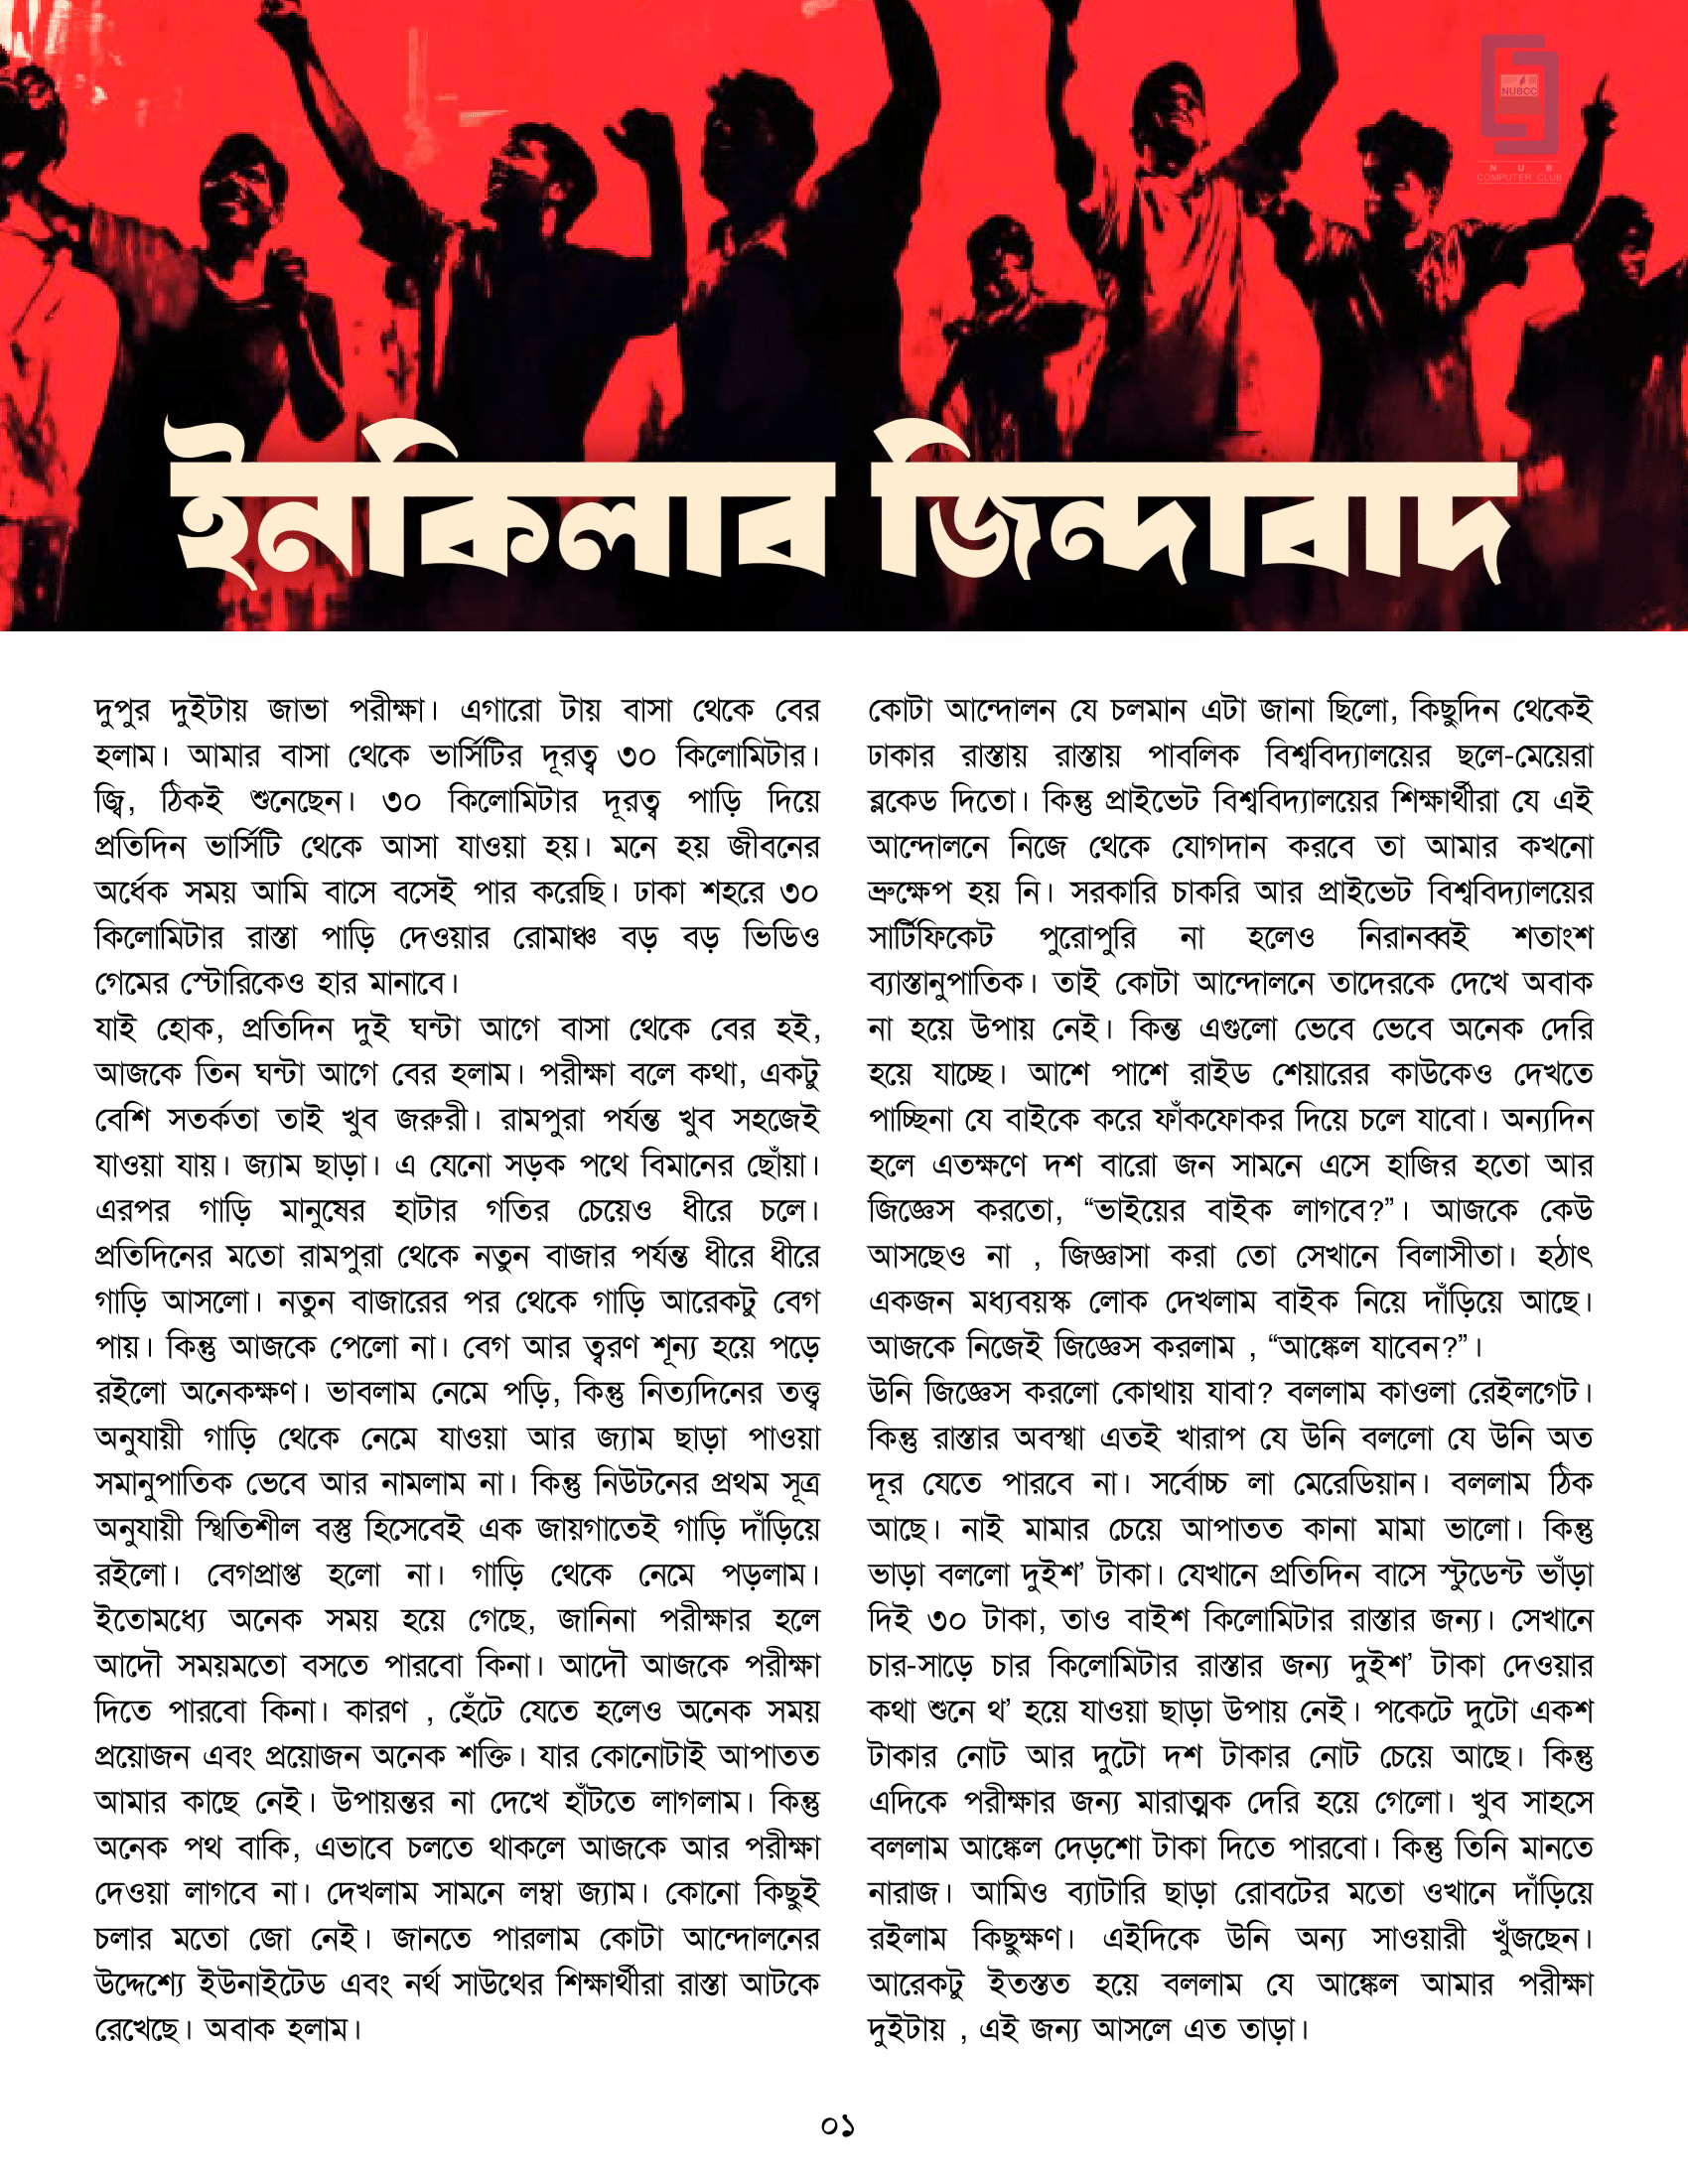 NUBCC
N U B
COMPUTER CLUB
ইনকিলাব জিন্দাবাদ
দুপুর দুইটায় জাভা পরীক্ষা। এগারো টায় বাসা থেকে বের
হলাম। আমার বাসা থেকে ভার্সিটির দূরত্ব ৩০ কিলোমিটার।
জ্বি, ঠিকই শুনেছেন। ৩০ কিলোমিটার দূরত্ব পাড়ি দিয়ে
প্রতিদিন ভার্সিটি থেকে আসা যাওয়া হয়। মনে হয় জীবনের
অর্ধেক সময় আমি বাসে বসেই পার করেছি। ঢাকা শহরে ৩০
কিলোমিটার রাস্তা পাড়ি দেওয়ার রোমাঞ্চ বড় বড় ভিডিও
গেমের স্টোরিকেও হার মানাবে।
যাই হোক, প্রতিদিন দুই ঘন্টা আগে বাসা থেকে বের হই,
আজকে তিন ঘন্টা আগে বের হলাম। পরীক্ষা বলে কথা, একটু
বেশি সতর্কতা তাই খুব জরুরী। রামপুরা পর্যন্ত খুব সহজেই
যাওয়া যায়। জ্যাম ছাড়া। এ যেনো সড়ক পথে বিমানের ছোঁয়া।
এরপর গাড়ি মানুষের হাটার গতির চেয়েও ধীরে চলে।
প্রতিদিনের মতো রামপুরা থেকে নতুন বাজার পর্যন্ত ধীরে ধীরে
গাড়ি আসলো। নতুন বাজারের পর থেকে গাড়ি আরেকটু বেগ
পায়। কিন্তু আজকে পেলো না। বেগ আর ত্বরণ শূন্য হয়ে পড়ে
রইলো অনেকক্ষণ। ভাবলাম নেমে পড়ি, কিন্তু নিত্যদিনের তত্ত্ব
অনুযায়ী গাড়ি থেকে নেমে যাওয়া আর জ্যাম ছাড়া পাওয়া
সমানুপাতিক ভেবে আর নামলাম না। কিন্তু নিউটনের প্রথম সূত্র
অনুযায়ী স্থিতিশীল বস্তু হিসেবেই এক জায়গাতেই গাড়ি দাঁড়িয়ে
রইলো। বেগপ্রাপ্ত হলো না। গাড়ি থেকে নেমে পড়লাম।
ইতোমধ্যে অনেক সময় হয়ে গেছে, জানিনা পরীক্ষার হলে
আদৌ সময়মতো বসতে পারবো কিনা। আদৌ আজকে পরীক্ষা
দিতে পারবো কিনা। কারণ , হেঁটে যেতে হলেও অনেক সময়
প্রয়োজন এবং প্রয়োজন অনেক শক্তি। যার কোনোটাই আপাতত
আমার কাছে নেই। উপায়ন্তর না দেখে হাঁটতে লাগলাম। কিন্তু
অনেক পথ বাকি, এভাবে চলতে থাকলে আজকে আর পরীক্ষা
দেওয়া লাগবে না। দেখলাম সামনে লম্বা জ্যাম। কোনো কিছুই
চলার মতো জো নেই। জানতে পারলাম কোটা আন্দোলনের
উদ্দেশ্যে ইউনাইটেড এবং নর্থ সাউথের শিক্ষার্থীরা রাস্তা আটকে
রেখেছে। অবাক হলাম।
কোটা আন্দোলন যে চলমান এটা জানা ছিলো, কিছুদিন থেকেই
ঢাকার রাস্তায় রাস্তায় পাবলিক বিশ্ববিদ্যালয়ের ছলে-মেয়েরা
ব্লকেড দিতো। কিন্তু প্রাইভেট বিশ্ববিদ্যালয়ের শিক্ষার্থীরা যে এই
আন্দোলনে নিজে থেকে যোগদান করবে তা আমার কখনো
ভ্রুক্ষেপ হয় নি। সরকারি চাকরি আর প্রাইভেট বিশ্ববিদ্যালয়ের
সার্টিফিকেট পুরোপুরি না হলেও নিরানব্বই শতাংশ
ব্যাস্তানুপাতিক। তাই কোটা আন্দোলনে তাদেরকে দেখে অবাক
না হয়ে উপায় নেই। কিন্ত এগুলো ভেবে ভেবে অনেক দেরি
হয়ে যাচ্ছে। আশে পাশে রাইড শেয়ারের কাউকেও দেখতে
পাচ্ছিনা যে বাইকে করে ফাঁকফোকর দিয়ে চলে যাবো। অন্যদিন
হলে এতক্ষণে দশ বারো জন সামনে এসে হাজির হতো আর
জিজ্ঞেস করতো, “ভাইয়ের বাইক লাগবে?”। আজকে কেউ
আসছেও না , জিজ্ঞাসা করা তো সেখানে বিলাসীতা। হঠাৎ
একজন মধ্যবয়স্ক লোক দেখলাম বাইক নিয়ে দাঁড়িয়ে আছে।
আজকে নিজেই জিজ্ঞেস করলাম , “আঙ্কেল যাবেন?”।
উনি জিজ্ঞেস করলো কোথায় যাবা? বললাম কাওলা রেইলগেট।
কিন্তু রাস্তার অবস্থা এতই খারাপ যে উনি বললো যে উনি অত
দূর যেতে পারবে না। সর্বোচ্চ লা মেরেডিয়ান। বললাম ঠিক
আছে। নাই মামার চেয়ে আপাতত কানা মামা ভালো। কিন্তু
ভাড়া বললো দুইশ’ টাকা। যেখানে প্রতিদিন বাসে স্টুডেন্ট ভাঁড়া
দিই ৩০ টাকা, তাও বাইশ কিলোমিটার রাস্তার জন্য। সেখানে
চার-সাড়ে চার কিলোমিটার রাস্তার জন্য দুইশ’ টাকা দেওয়ার
কথা শুনে থ’ হয়ে যাওয়া ছাড়া উপায় নেই। পকেটে দুটো একশ
টাকার নোট আর দুটো দশ টাকার নোট চেয়ে আছে। কিন্তু
এদিকে পরীক্ষার জন্য মারাত্মক দেরি হয়ে গেলো। খুব সাহসে
বললাম আঙ্কেল দেড়শো টাকা দিতে পারবো। কিন্তু তিনি মানতে
নারাজ। আমিও ব্যাটারি ছাড়া রোবটের মতো ওখানে দাঁড়িয়ে
রইলাম কিছুক্ষণ। এইদিকে উনি অন্য সাওয়ারী খুঁজছেন।
আরেকটু ইতস্তত হয়ে বললাম যে আঙ্কেল আমার পরীক্ষা
দুইটায় , এই জন্য আসলে এত তাড়া।
০১